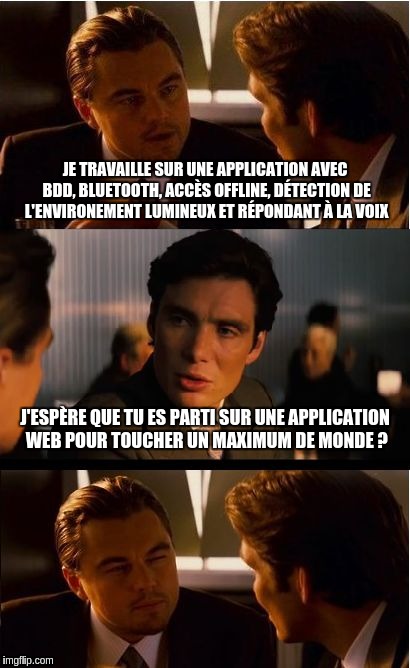 JE TRAVAILLE SUR UNE APPLICATION AVEC
BDD, BLUETOOTH, ACCÈS OFFLINE, DÉTECTION DE
L'ENVIRONEMENT LUMINEUX ET RÉPONDANT À LA VOIX
J'ESPÈRE QUE TU ES PARTI SUR UNE APPLICATION
WEB POUR TOUCHER UN MAXIMUM DE MONDE ?
imgflip.com